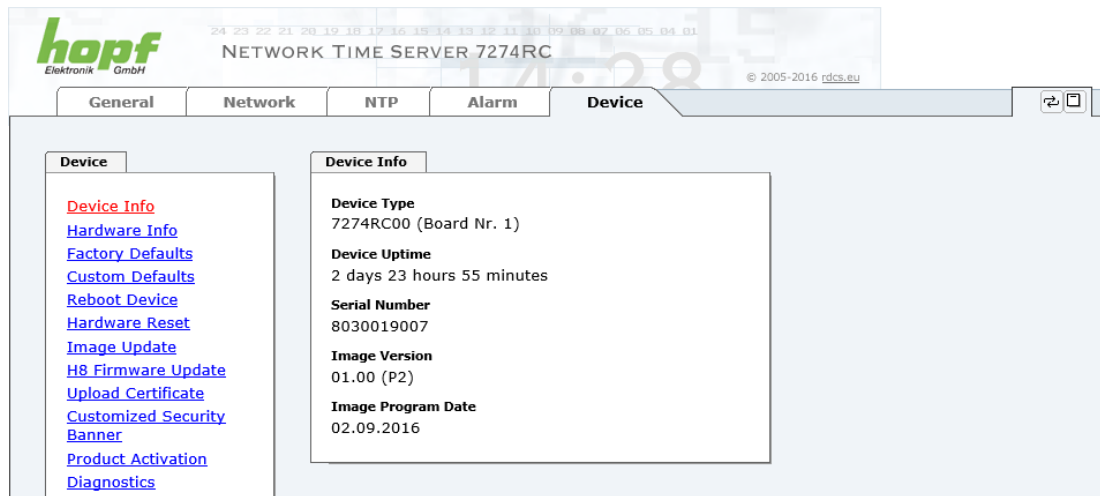 hopf
Elektronik GmbH
24 23 22 21 20 19 18 17 16 15 14 13 12 11 10 09 08 07 06 05 04 01
NETWORK TIME SERVER 7274RC
14:28
© 2005-2016 rdcs.eu
General Network NTP Alarm Device
Device
Device Info
Hardware Info
Factory Defaults
Custom Defaults
Reboot Device
Hardware Reset
Image Update
H8 Firmware Update
Upload Certificate
Customized Security
Banner
Product Activation
Diagnostics
Device Info
Device Type
7274RC00 (Board Nr. 1)
Device Uptime
2 days 23 hours 55 minutes
Serial Number
8030019007
Image Version
01.00 (P2)
Image Program Date
02.09.2016